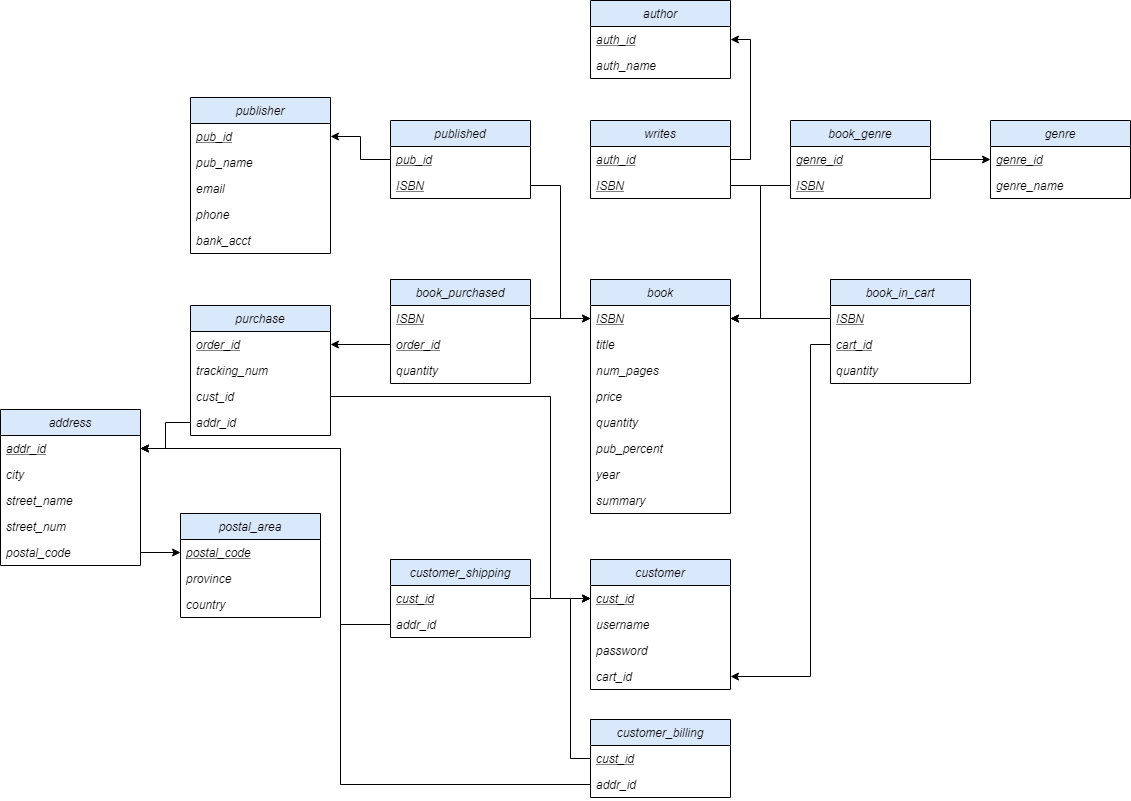 author
auth_id
auth_name
publisher
pub_id
pub_name
email
phone
bank_acct
published
pub_id
ISBN
writes
auth_id
ISBN
book_genre
genre_id
ISBN
genre
genre_id
genre_name
purchase
order_id
tracking_num
cust_id
addr_id
book_purchased
ISBN
order_id
quantity
book
ISBN
title
num_pages
price
quantity
pub_percent
year
summary
book_in_cart
ISBN
cart_id
quantity
address
addr_id
city
street_name
street_num
postal_code
postal_area
postal_code
province
country
customer_shipping
cust_id
addr_id
customer
cust_id
username
password
cart_id
customer_billing
cust_id
addr_id